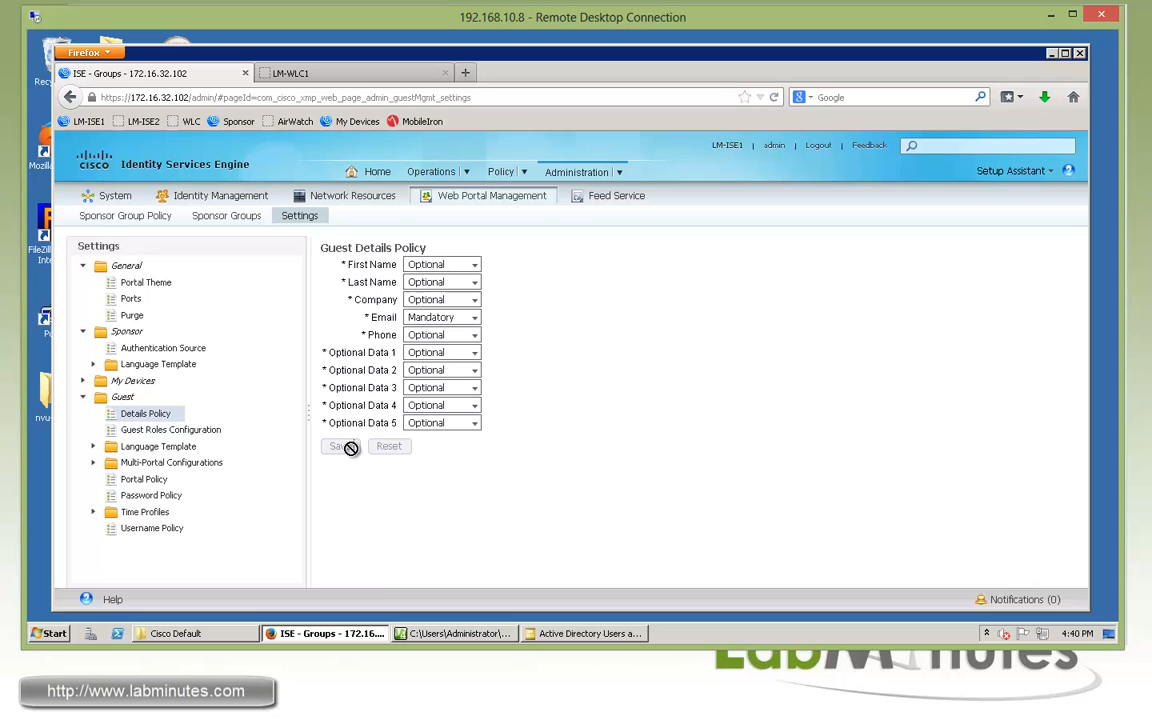 192.168.10.8 - Remote Desktop Connection
Firefox
ISE - Groups - 172.16.32.102
LM-WLC1
https://172.16.32.102/admin/#pageId=com_cisco_xmp_web_page_admin_guestMgmt_settings
Google
LM-ISE1 LM-ISE2 WLC Sponsor AirWatch My Devices MobileIron
CISCO Identity Services Engine
LM-ISE1 | admin | Logout | Feedback
Home Operations | Policy | Administration |
Setup Assistant
System Identity Management Network Resources Web Portal Management Feed Service
Sponsor Group Policy Sponsor Groups Settings
Settings
General
Portal Theme
Ports
Purge
Sponsor
Authentication Source
Language Template
My Devices
Guest
Details Policy
Guest Roles Configuration
Language Template
Multi-Portal Configurations
Portal Policy
Password Policy
Time Profiles
Username Policy
Guest Details Policy
* First Name Optional
* Last Name Optional
* Company Optional
* Email Mandatory
* Phone Optional
* Optional Data 1 Optional
* Optional Data 2 Optional
* Optional Data 3 Optional
* Optional Data 4 Optional
* Optional Data 5 Optional
Reset
Help
Notifications (0)
Start Cisco Default ISE - Groups - 172.16.... C:\Users\Administrator/... Active Directory Users a... 4:40 PM
http://www.labminutes.com